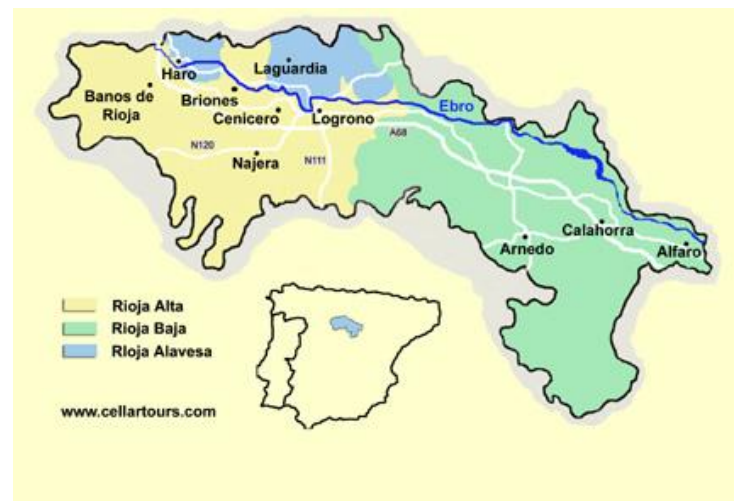 Haro
Laguardia
Banos de
Rioja
Briones
Cenicero
Logrono
Ebro
N120
A68
Najera
N111
Calahorra
Arnedo
Alfaro
Rioja Alta
Rioja Baja
RIoja Alavesa
www.cellartours.com